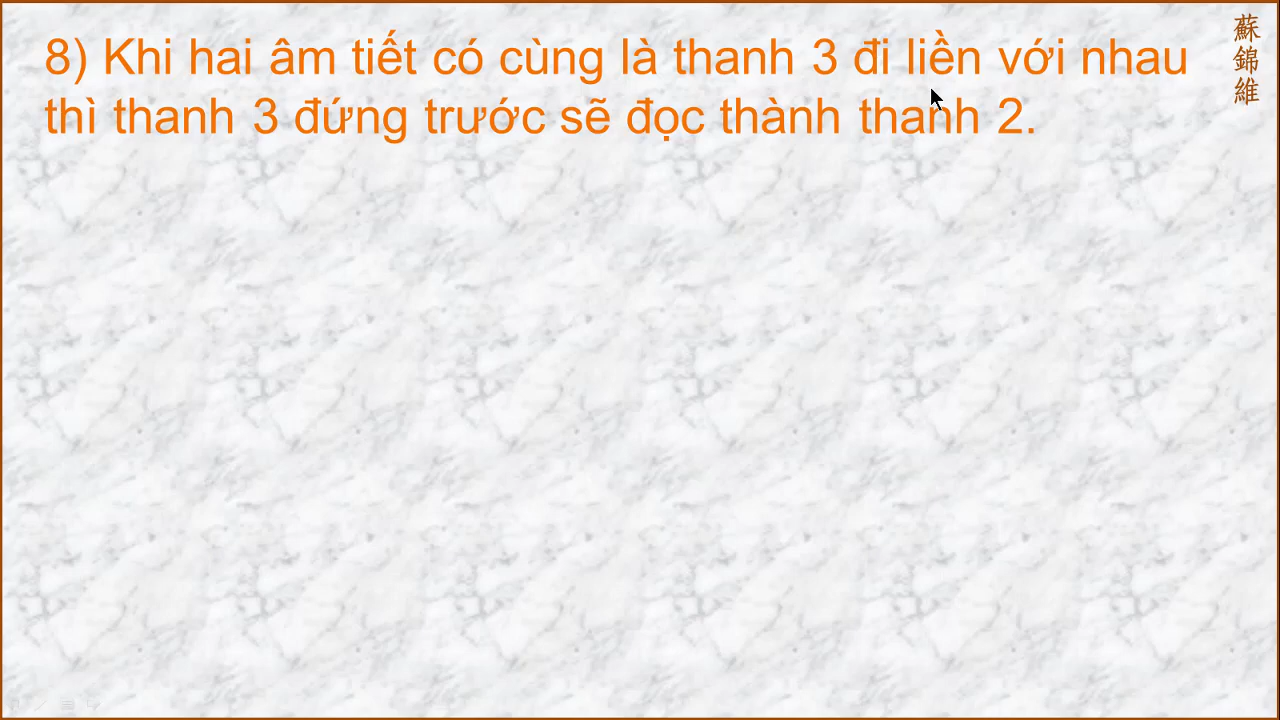 8) Khi hai âm tiết có cùng là thanh 3 đi liền với nhau
thì thanh 3 đứng trước sẽ đọc thành thanh 2.
蘇錦維